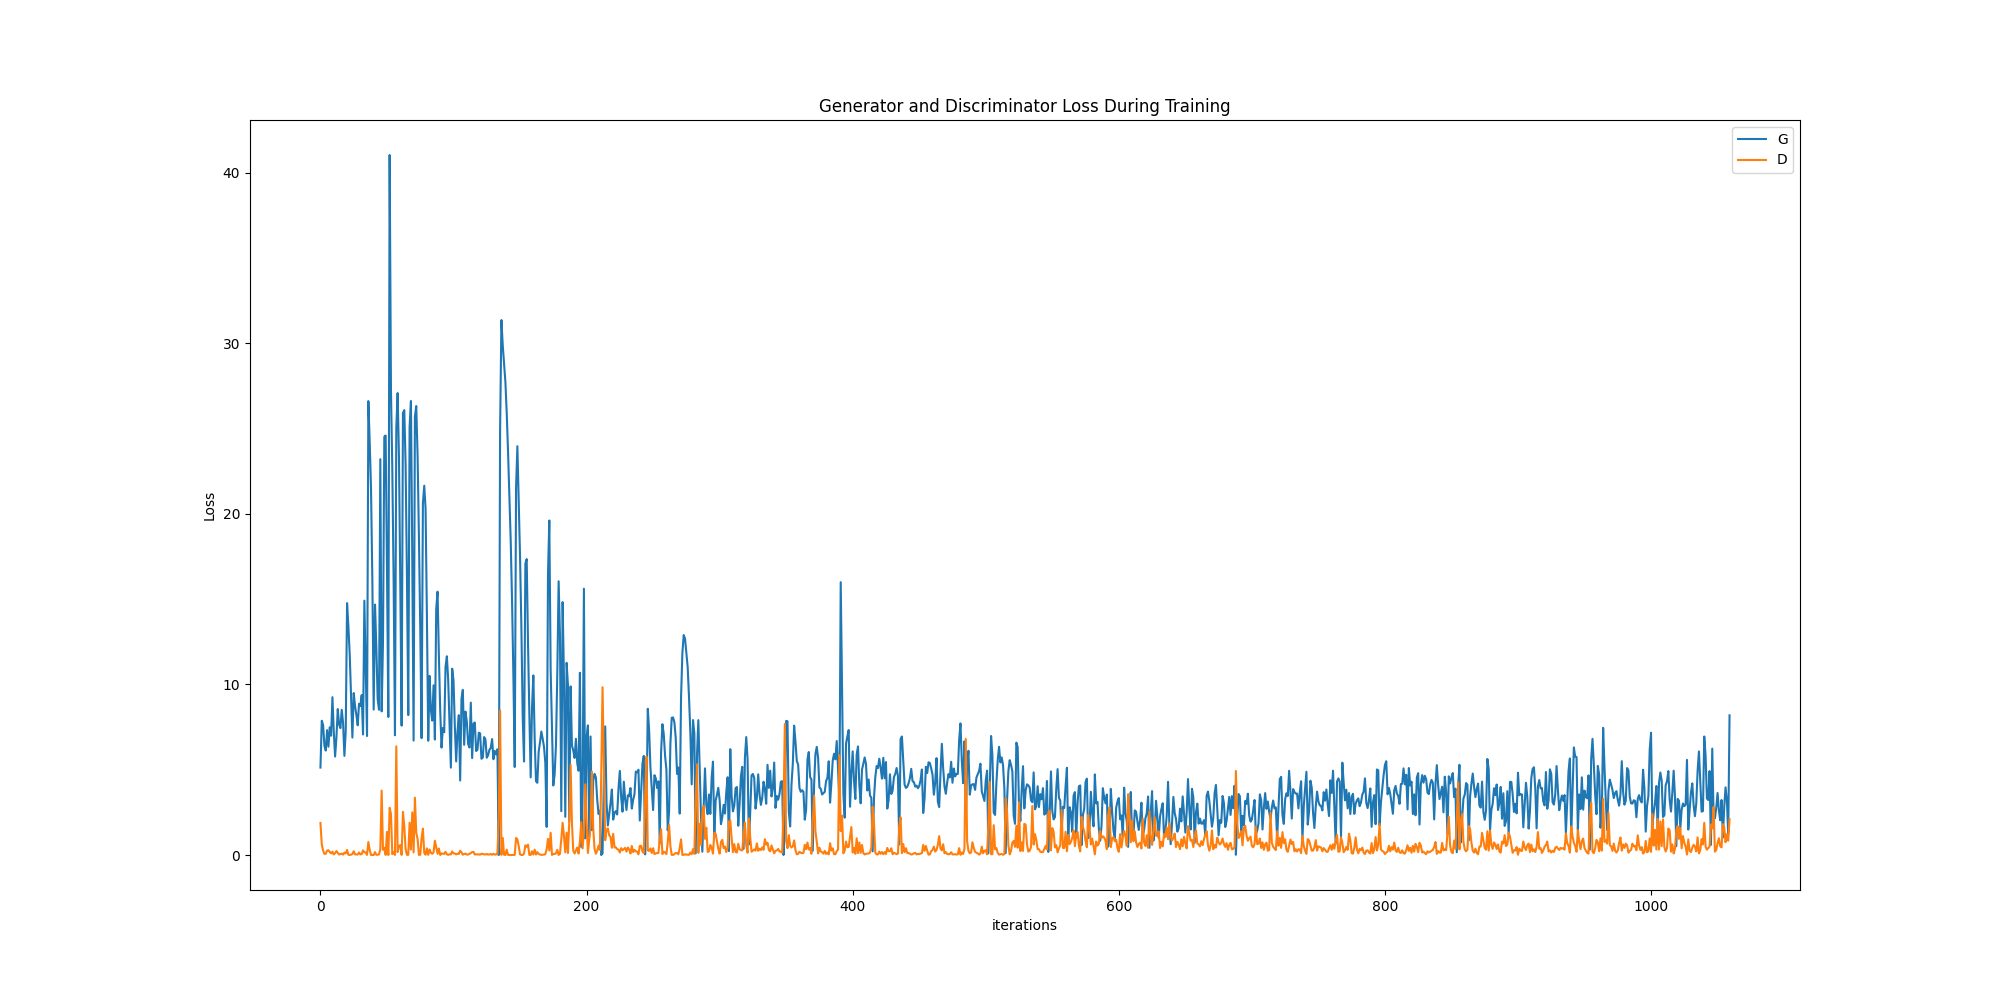 Generator and Discriminator Loss During Training
G
D
Loss
40
30
20
10
0
0 200 400 600 800 1000
iterations